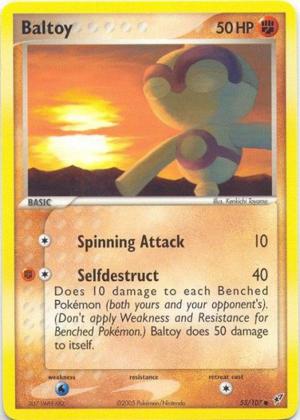 Baltoy 50 HP
illus. Kenkichi Toyama
BASIC
Spinning Attack 10
Selfdestruct 40
Does 10 damage to each Benched
Pokémon (both yours and your opponent's).
(Don't apply Weakness and Resistance for
Benched Pokémon.) Baltoy does 50 damage
to itself.
weakness resistance retreat cost
©2005 Pokémon/Nintendo 53/107